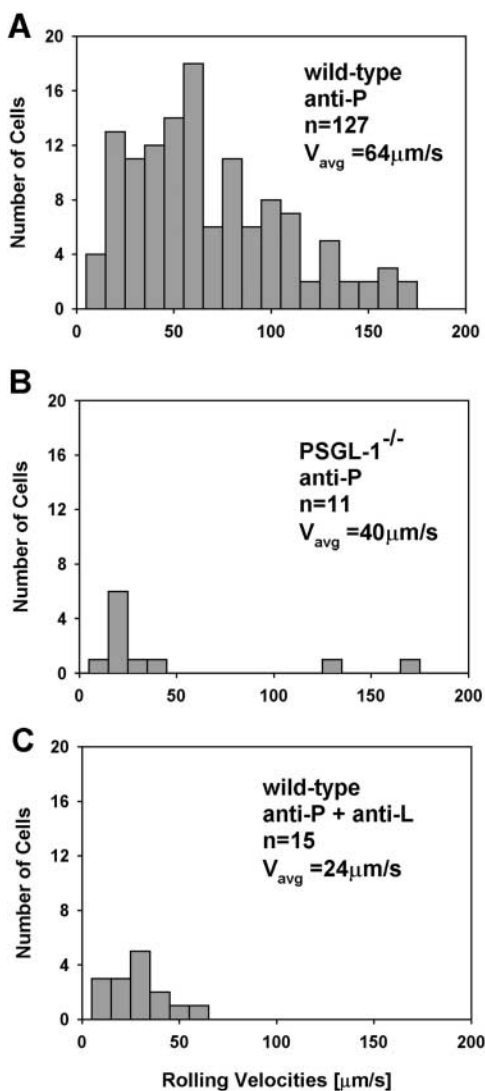 A
20
16
12
8
4
0
Number of Cells
wild-type
anti-P
n=127
Vavg =64μm/s
0 50 100 150 200
B
20
16
12
8
4
0
Number of Cells
PSGL-1-/-
anti-P
n=11
Vavg =40μm/s
0 50 100 150 200
C
20
16
12
8
4
0
Number of Cells
wild-type
anti-P + anti-L
n=15
Vavg =24μm/s
0 50 100 150 200
Rolling Velocities [μm/s]